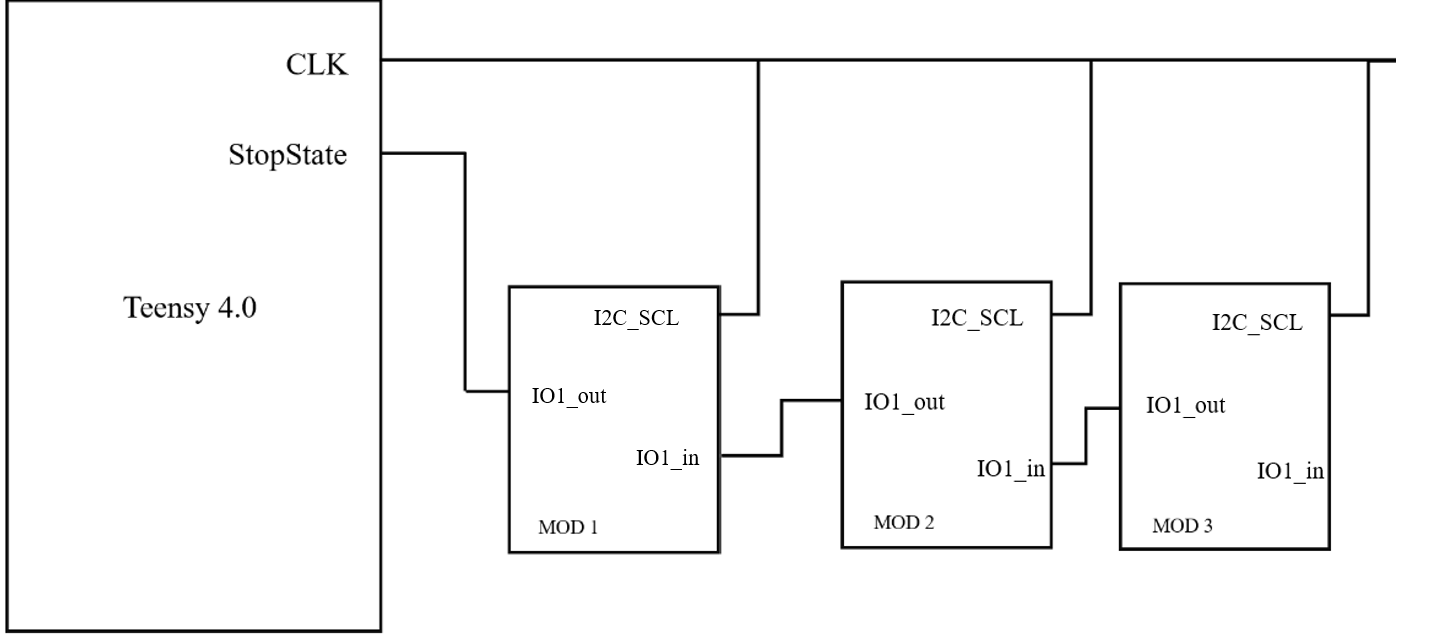 CLK
StopState
Teensy 4.0
I2C_SCL
IO1_out
IO1_in
MOD 1
I2C_SCL
IO1_out
IO1_in
MOD 2
I2C_SCL
IO1_out
IO1_in
MOD 3